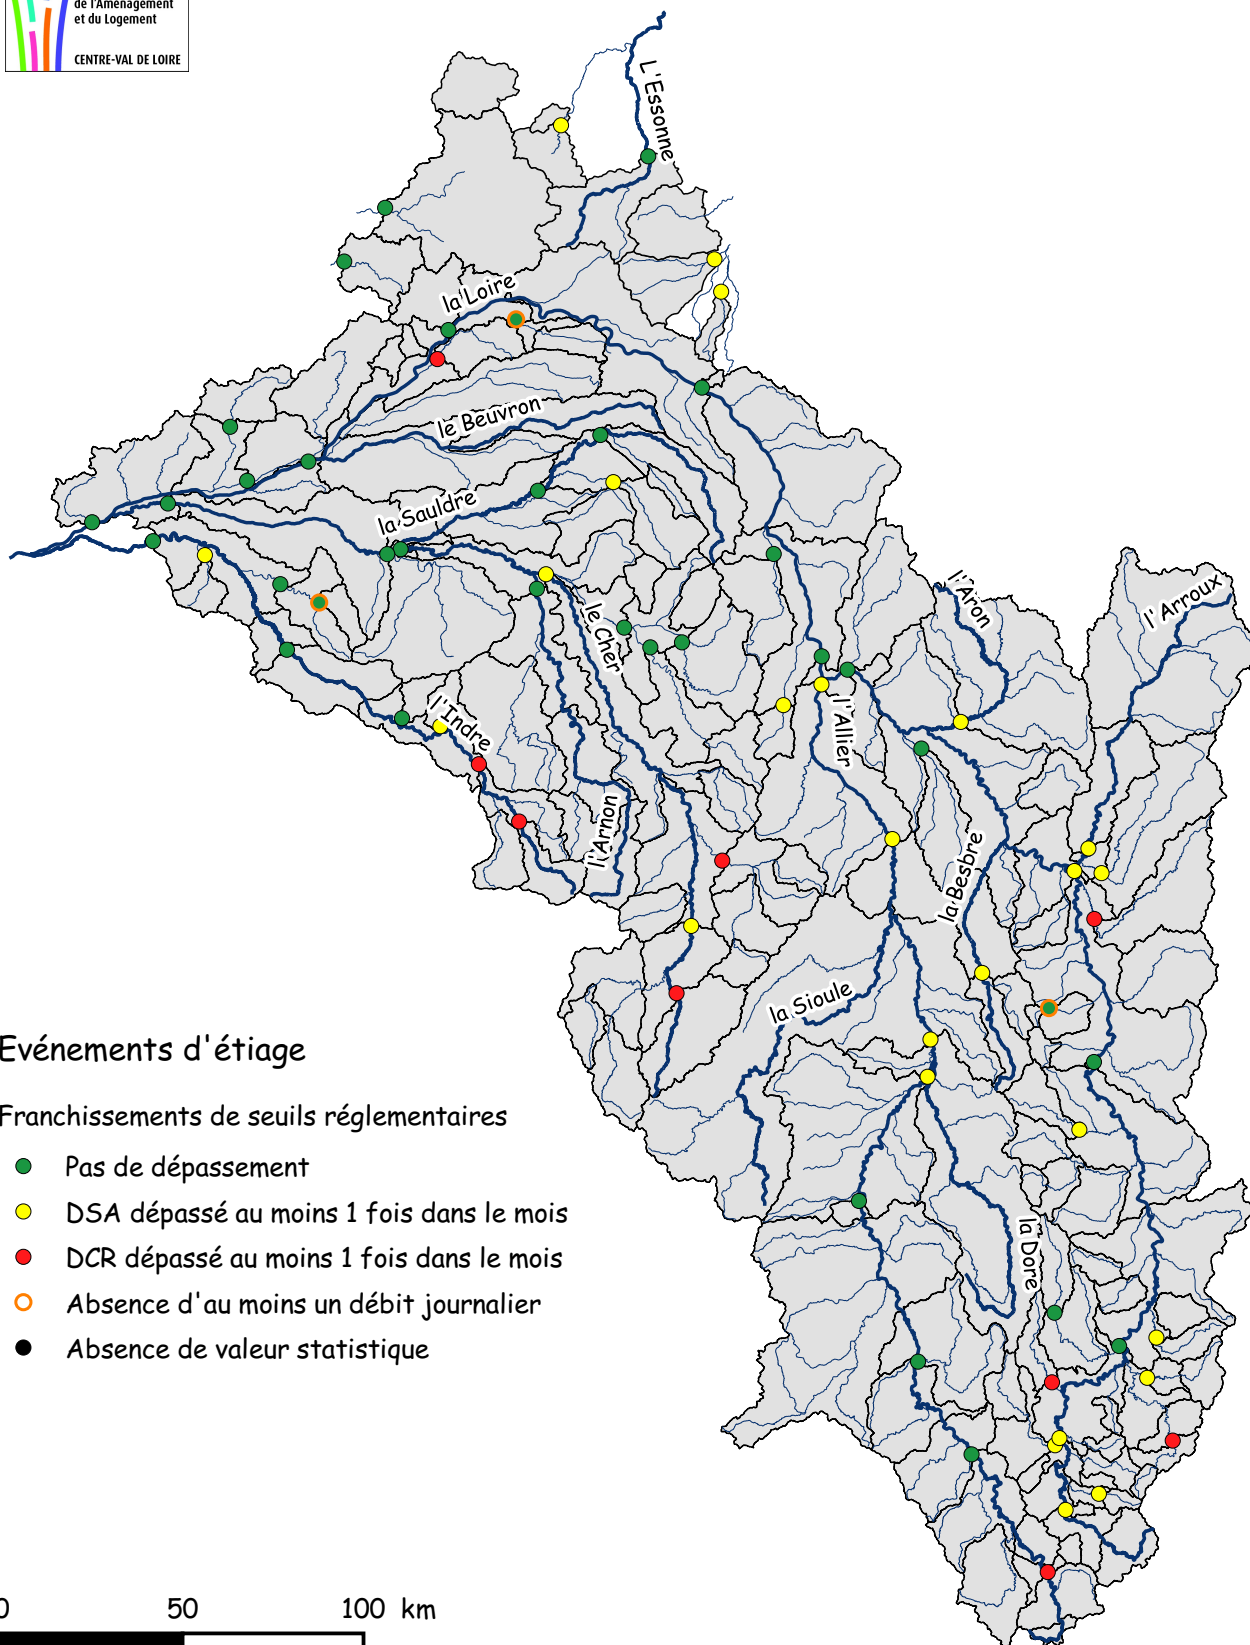 de l'Aménagement
et du Logement
CENTRE-VAL DE LOIRE
L'Essonne
la Loire
le Beuvron
la Sauldre
le Cher
l'Aron
l'Arroux
l'Indre
l'Allier
l'Arnon
la Besbre
la Sioule
la Dore
Evénements d'étiage
Franchissements de seuils réglementaires
Pas de dépassement
DSA dépassé au moins 1 fois dans le mois
DCR dépassé au moins 1 fois dans le mois
Absence d'au moins un débit journalier
Absence de valeur statistique
0 50 100 km